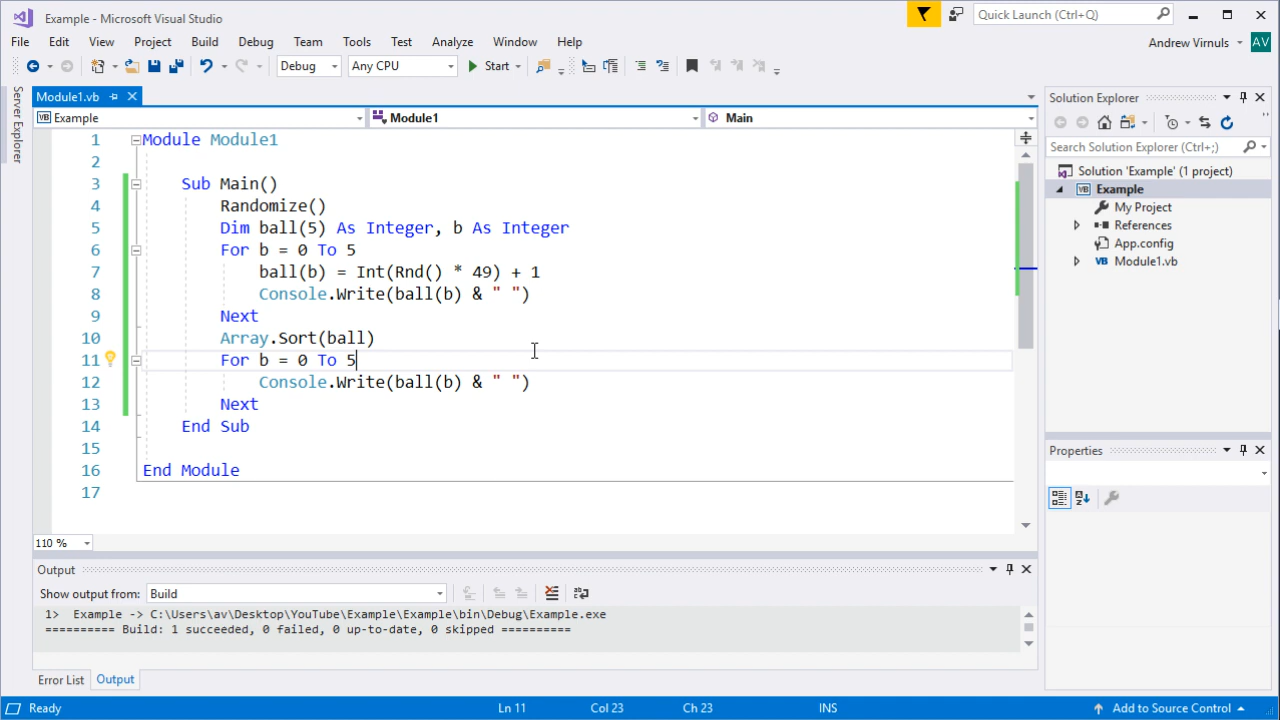 Example - Microsoft Visual Studio
Quick Launch (Ctrl+Q)
File Edit View Project Build Debug Team Tools Test Analyze Window Help
Andrew Virnuls AV
Debug Any CPU Start
Server Explorer
Module1.vb
Example Module1 Main
1 Module Module1
2
3 Sub Main()
4 Randomize()
5 Dim ball(5) As Integer, b As Integer
6 For b = 0 To 5
7 ball(b) = Int(Rnd() * 49) + 1
8 Console.Write(ball(b) & " ")
9 Next
10 Array.Sort(ball)
11 For b = 0 To 5
12 Console.Write(ball(b) & " ")
13 Next
14 End Sub
15
16 End Module
17
110 %
Solution Explorer
Search Solution Explorer (Ctrl+;)
Solution 'Example' (1 project)
VB Example
My Project
References
App.config
VB Module1.vb
Properties
Output
Show output from: Build
1> Example -> C:\Users\av\Desktop\YouTube\Example\Example\bin\Debug\Example.exe
========== Build: 1 succeeded, 0 failed, 0 up-to-date, 0 skipped ==========
Error List Output
Ready Ln 11 Col 23 Ch 23 INS Add to Source Control